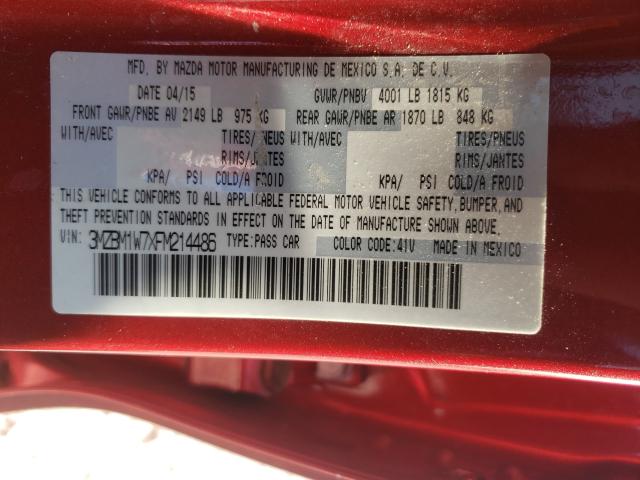 MFD. BY MAZDA MOTOR MANUFACTURING DE MEXICO S.A. DE C.V.
DATE 04/15 GVWR/PNBV 4001 LB 1815 KG
FRONT GAWR/PNBE AV 2149 LB 975 KG REAR GAWR/PNBE AR 1870 LB 848 KG
WITH/AVEC TIRES/PNEUS WITH/AVEC TIRES/PNEUS
RIMS/JANTES RIMS/JANTES
KPA/ PSI COLD/A FROID KPA/ PSI COLD/A FROID
THIS VEHICLE CONFORMS TO ALL APPLICABLE FEDERAL MOTOR VEHICLE SAFETY, BUMPER, AND
THEFT PREVENTION STANDARDS IN EFFECT ON THE DATE OF MANUFACTURE SHOWN ABOVE.
VIN: 3MZBM1W7XFM214486 TYPE:PASS CAR COLOR CODE:41V MADE IN MEXICO